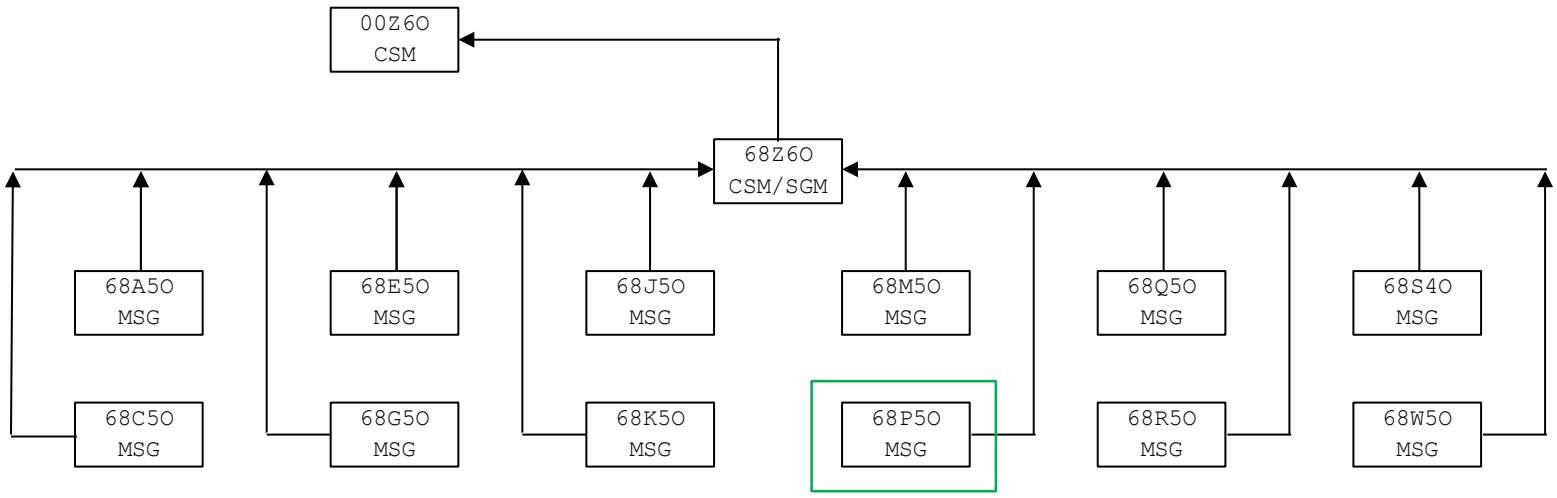 00Z6O
CSM
68Z6O
CSM/SGM
68A5O
MSG
68E5O
MSG
68J5O
MSG
68M5O
MSG
68Q5O
MSG
68S4O
MSG
68C5O
MSG
68G5O
MSG
68K5O
MSG
68P5O
MSG
68R5O
MSG
68W5O
MSG